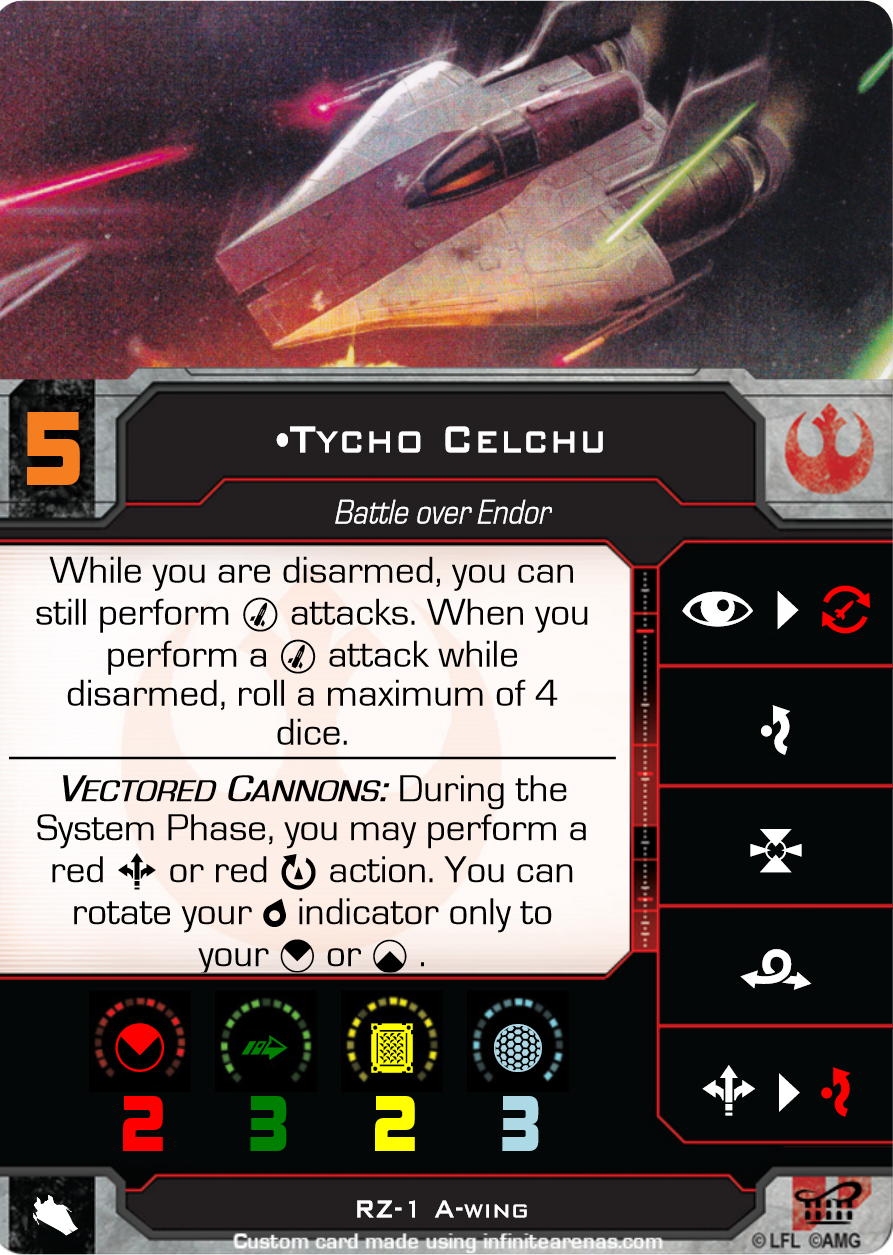 5
•Tycho Celchu
Battle over Endor
While you are disarmed, you can
still perform attacks. When you
perform a attack while
disarmed, roll a maximum of 4
dice.
Vectored Cannons: During the
System Phase, you may perform a
red or red action. You can
rotate your indicator only to
your or .
2 3 2 3
RZ-1 A-wing
Custom card made using infinitearenas.com
© LFL ©AMG